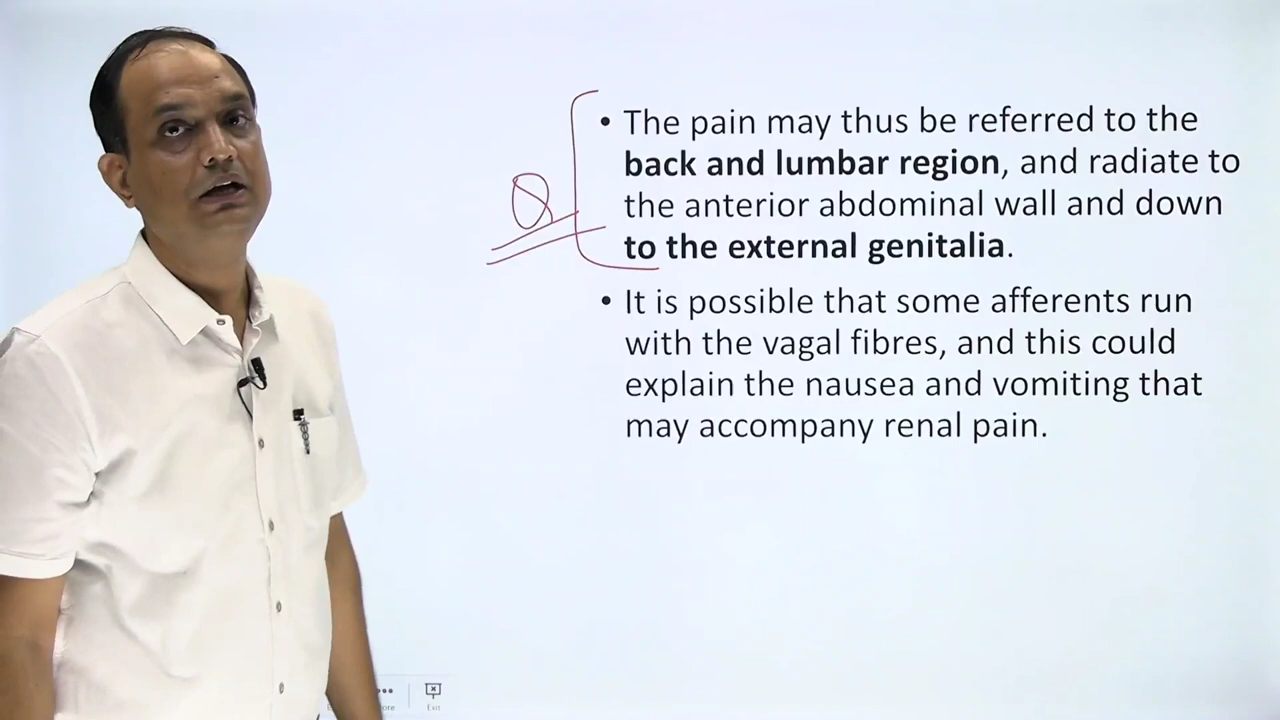 • The pain may thus be referred to the
back and lumbar region, and radiate to
the anterior abdominal wall and down
to the external genitalia.
Q
• It is possible that some afferents run
with the vagal fibres, and this could
explain the nausea and vomiting that
may accompany renal pain.
Exit